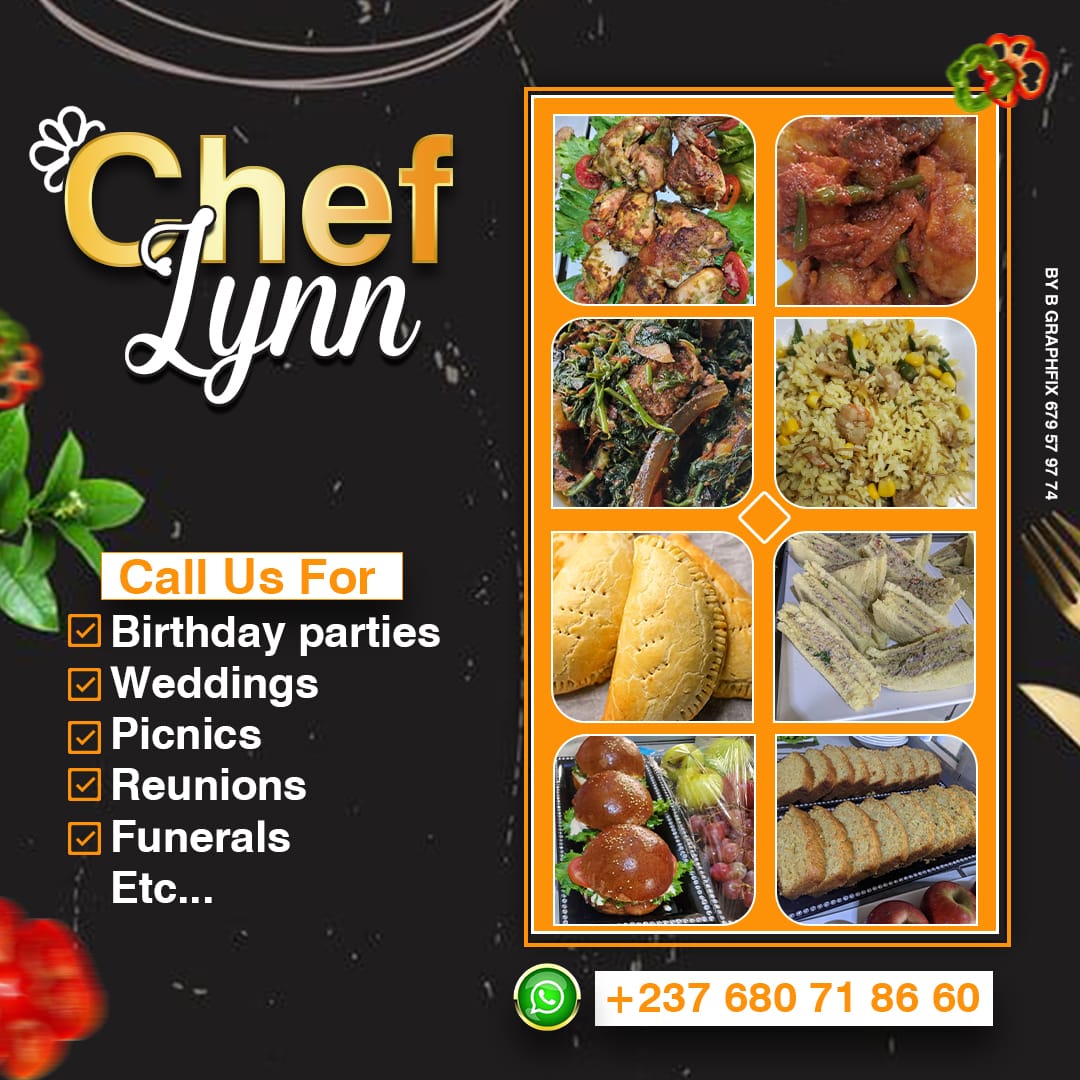 Chef
Lynn
Call Us For
Birthday parties
Weddings
Picnics
Reunions
Funerals
Etc...
+237 680 71 86 60
BY B GRAPHFIX 679 57 97 74